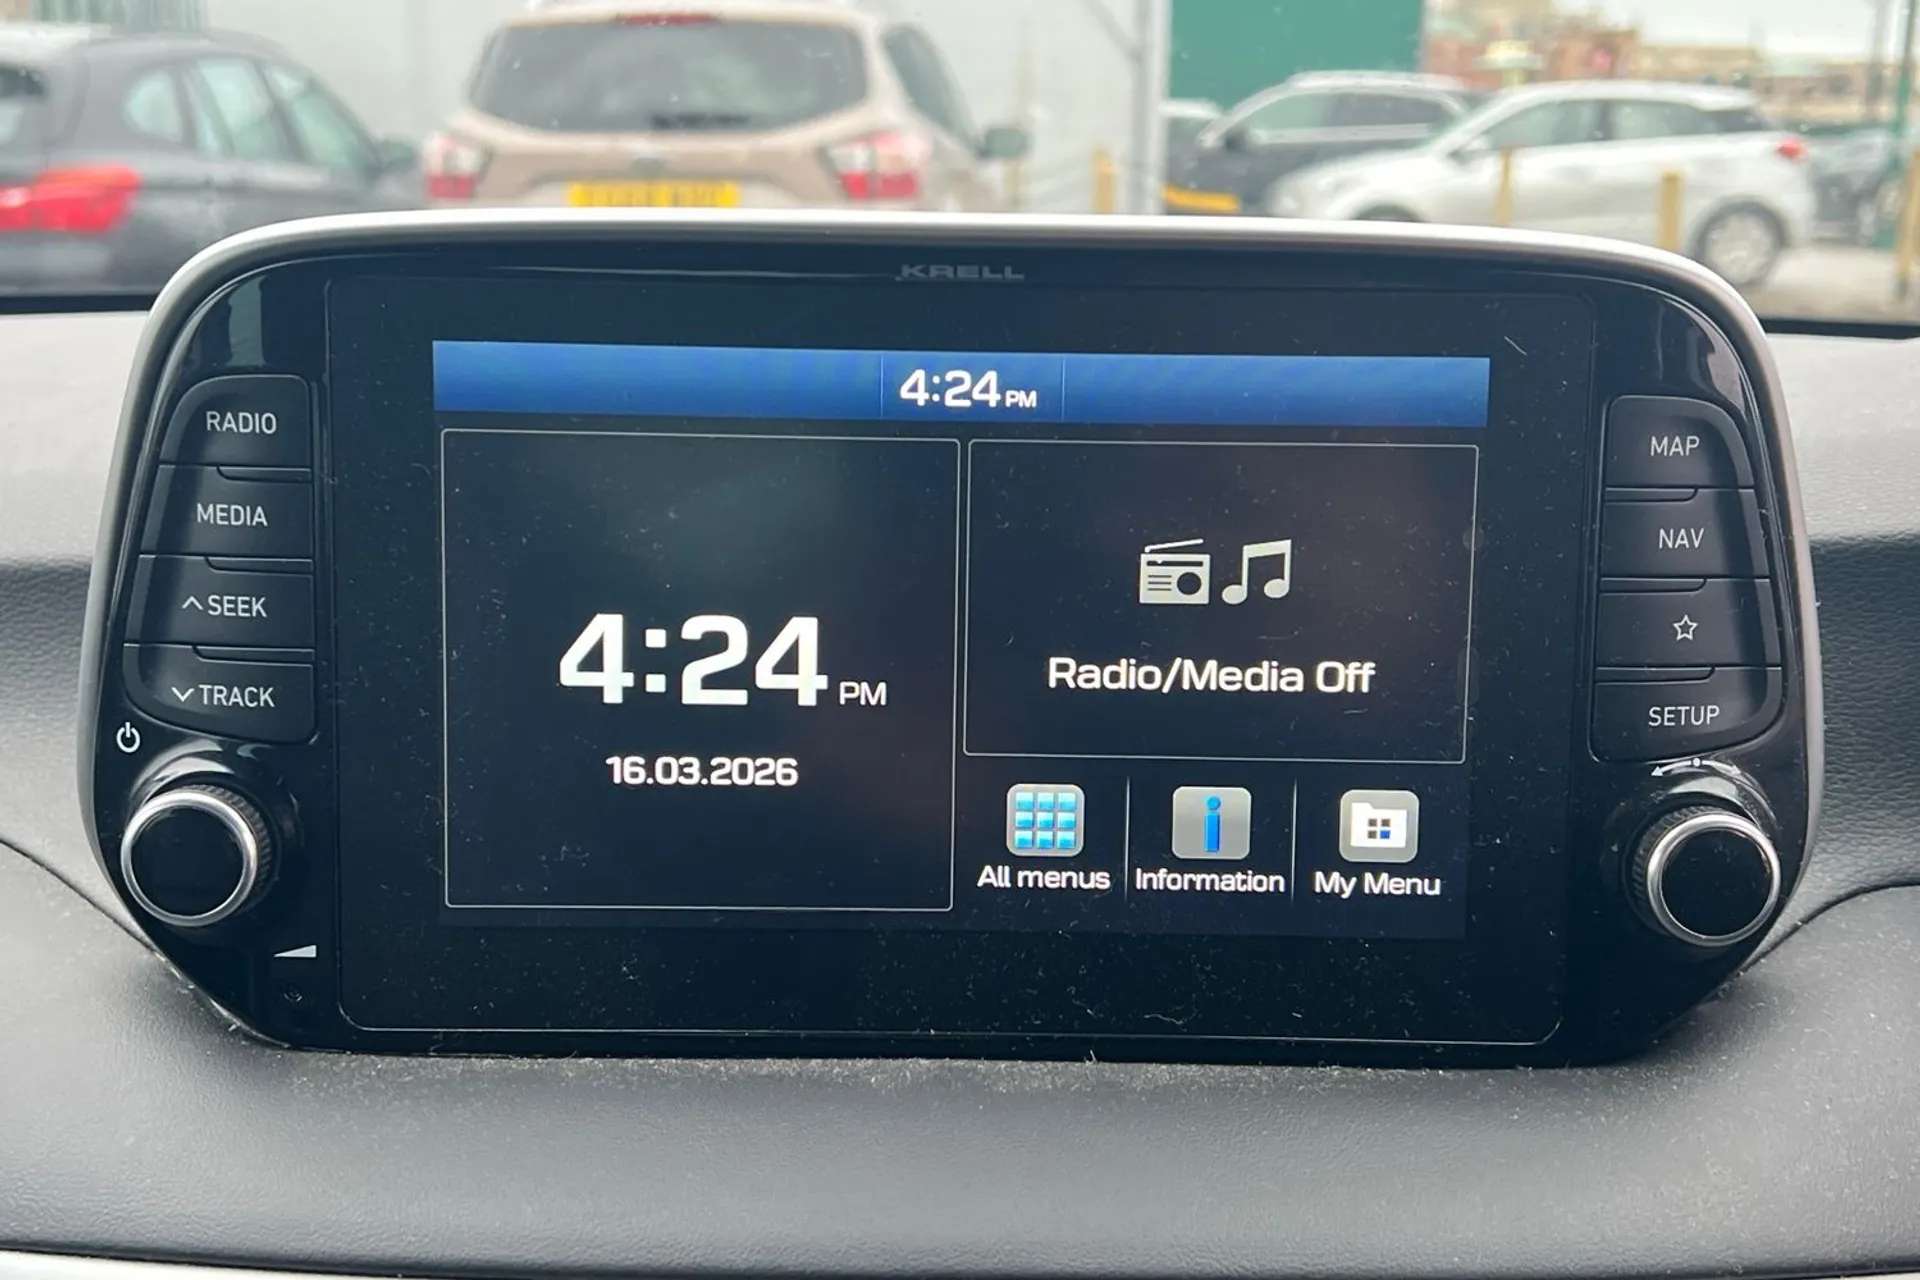 KRELL
4:24 PM
RADIO
MEDIA
SEEK
TRACK
4:24 PM
16.03.2026
Radio/Media Off
All menus
Information
My Menu
MAP
NAV
SETUP